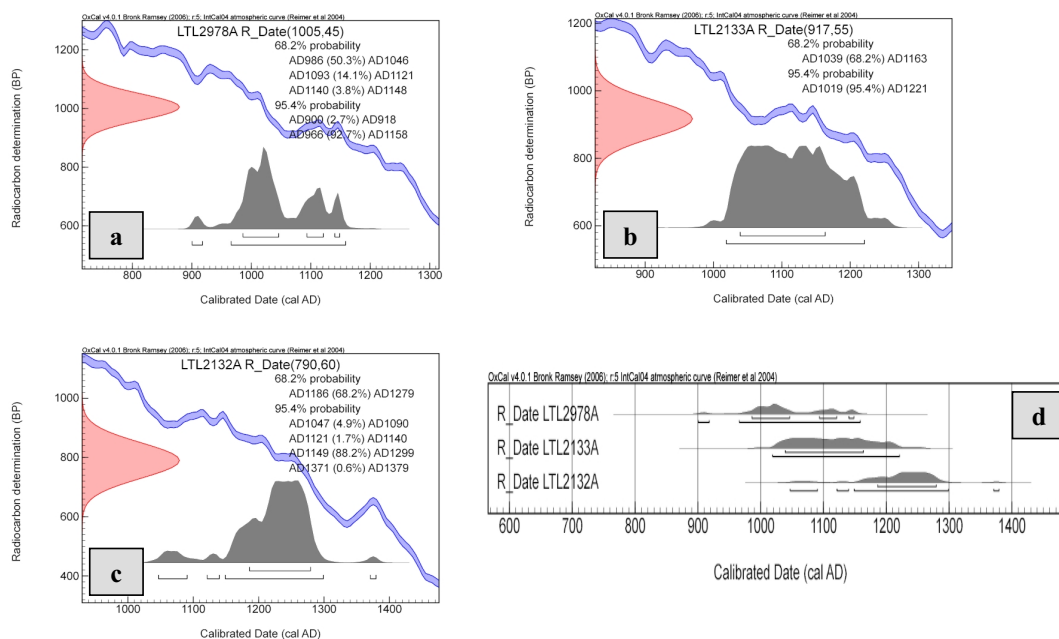 OxCal v4.0.1 Bronk Ramsey (2006); r:5; IntCal04 atmospheric curve (Reimer et al 2004)
LTL2978A R_Date(1005,45)
68.2% probability
AD986 (50.3%) AD1046
AD1093 (14.1%) AD1121
AD1140 (3.8%) AD1148
95.4% probability
AD900 (2.7%) AD918
AD966 (92.7%) AD1158
Radiocarbon determination (BP)
1200
1000
800
600
a
800 900 1000 1100 1200 1300
Calibrated Date (cal AD)
OxCal v4.0.1 Bronk Ramsey (2006); r:5; IntCal04 atmospheric curve (Reimer et al 2004)
LTL2133A R_Date(917,55)
68.2% probability
AD1039 (68.2%) AD1163
95.4% probability
AD1019 (95.4%) AD1221
Radiocarbon determination (BP)
1200
1000
800
600
b
900 1000 1100 1200 1300
Calibrated Date (cal AD)
OxCal v4.0.1 Bronk Ramsey (2006); r:5; IntCal04 atmospheric curve (Reimer et al 2004)
LTL2132A R_Date(790,60)
68.2% probability
AD1186 (68.2%) AD1279
95.4% probability
AD1047 (4.9%) AD1090
AD1121 (1.7%) AD1140
AD1149 (88.2%) AD1299
AD1371 (0.6%) AD1379
Radiocarbon determination (BP)
1000
800
600
400
c
1000 1100 1200 1300 1400
Calibrated Date (cal AD)
OxCal v4.0.1 Bronk Ramsey (2006); r:5 IntCal04 atmospheric curve (Reimer et al 2004)
d
R_Date LTL2978A
R_Date LTL2133A
R_Date LTL2132A
600 700 800 900 1000 1100 1200 1300 1400
Calibrated Date (cal AD)